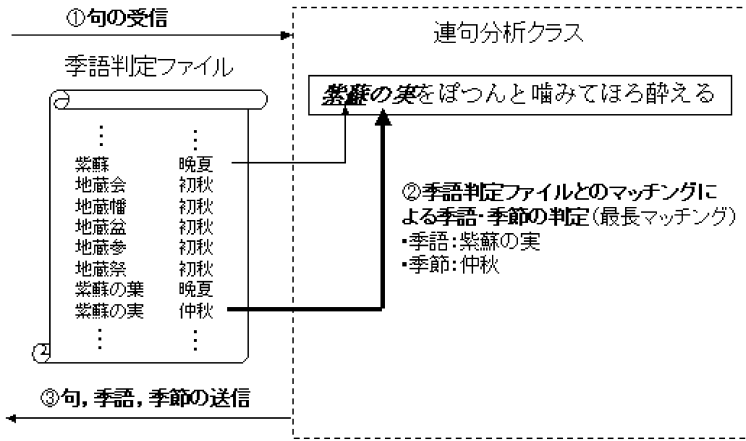 ①句の受信
連句分析クラス
季語判定ファイル
紫蘇の実をぽつんと噛みてほろ酔える
⋮ ⋮
紫蘇 晩夏
地蔵会 初秋
地蔵幡 初秋
地蔵盆 初秋
地蔵参 初秋
地蔵祭 初秋
紫蘇の葉 晩夏
紫蘇の実 仲秋
⋮ ⋮
②季語判定ファイルとのマッチングに
よる季語・季節の判定(最長マッチング)
・季語:紫蘇の実
・季節:仲秋
③句,季語,季節の送信